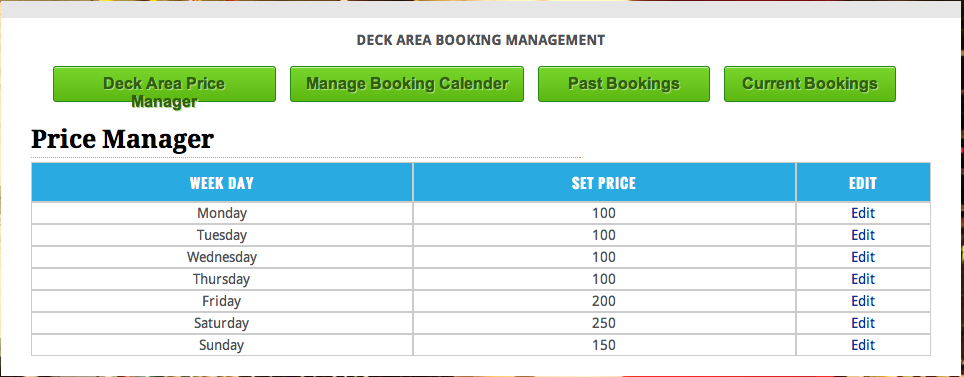 DECK AREA BOOKING MANAGEMENT
Deck Area Price Manage Booking Calender Past Bookings Current Bookings
Manager
Price Manager
WEEK DAY SET PRICE EDIT
Monday 100 Edit
Tuesday 100 Edit
Wednesday 100 Edit
Thursday 100 Edit
Friday 200 Edit
Saturday 250 Edit
Sunday 150 Edit